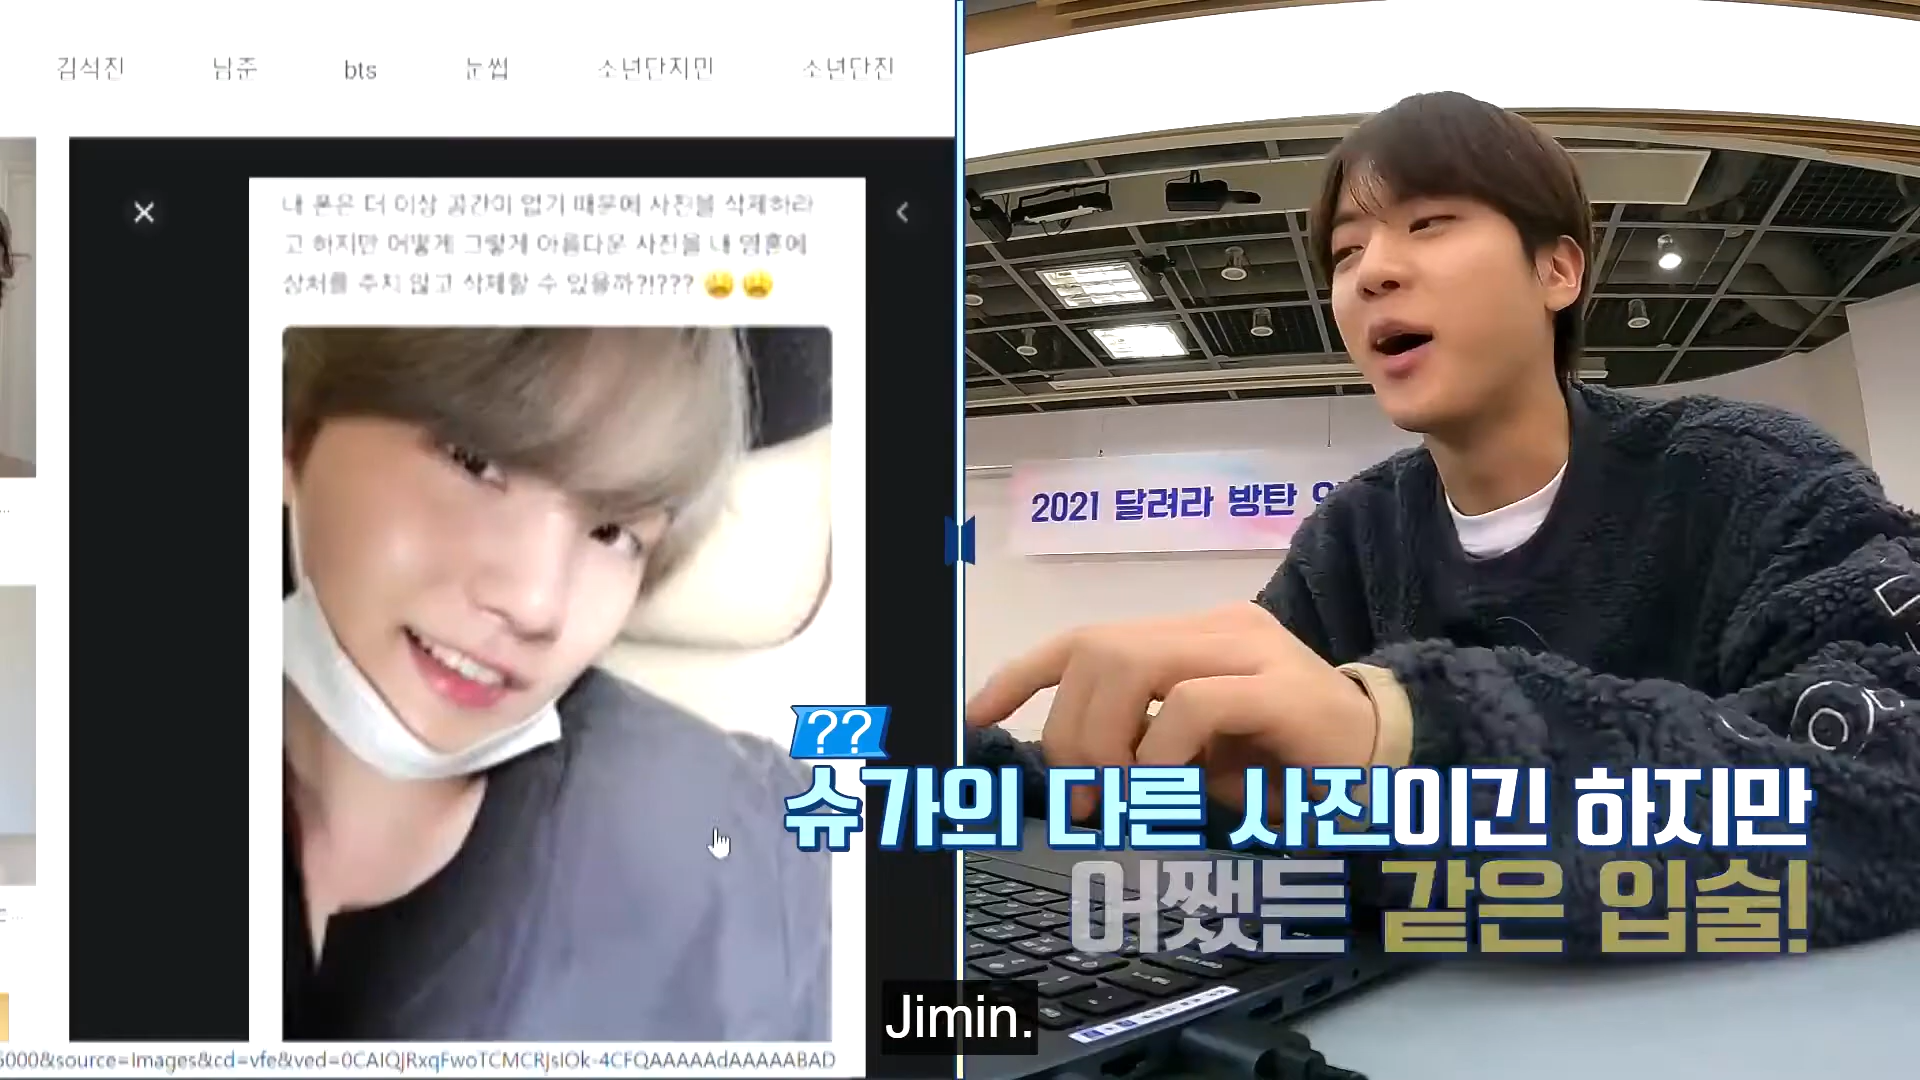 김석진 남준 bts 눈썹 소년단지민 소년단진
내 폰은 더 이상 공간이 없기 때문에 사진을 삭제하라
고 하지만 어떻게 그렇게 아름다운 사진을 내 영혼에
상처를 주지 않고 삭제할 수 있을까?!??? 😩 😩
2021 달려라 방탄
??
슈가의 다른 사진이긴 하지만
어쨌든 같은 입술!
Jimin.
5000&source=images&cd=vfe&ved=0CAIQJRxqFwoTCMCRJsIOk-4CFQAAAAAdAAAAABAD